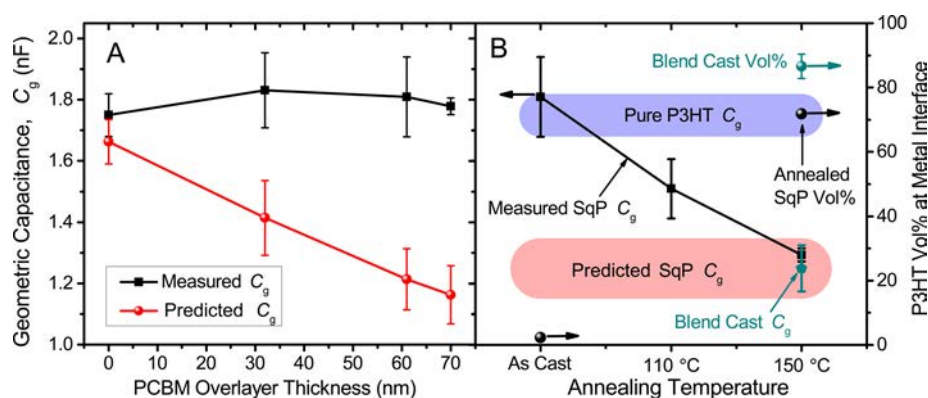 A
Geometric Capacitance, Cg (nF)
2.0
1.8
1.6
1.4
1.2
1.0
Measured Cg
Predicted Cg
0 10 20 30 40 50 60 70
PCBM Overlayer Thickness (nm)
B
Blend Cast Vol%
Pure P3HT Cg
Measured SqP Cg
Annealed
SqP Vol%
Predicted SqP Cg
Blend Cast Cg
100
80
60
40
20
0
P3HT Vol% at Metal Interface
As Cast 110 °C 150 °C
Annealing Temperature